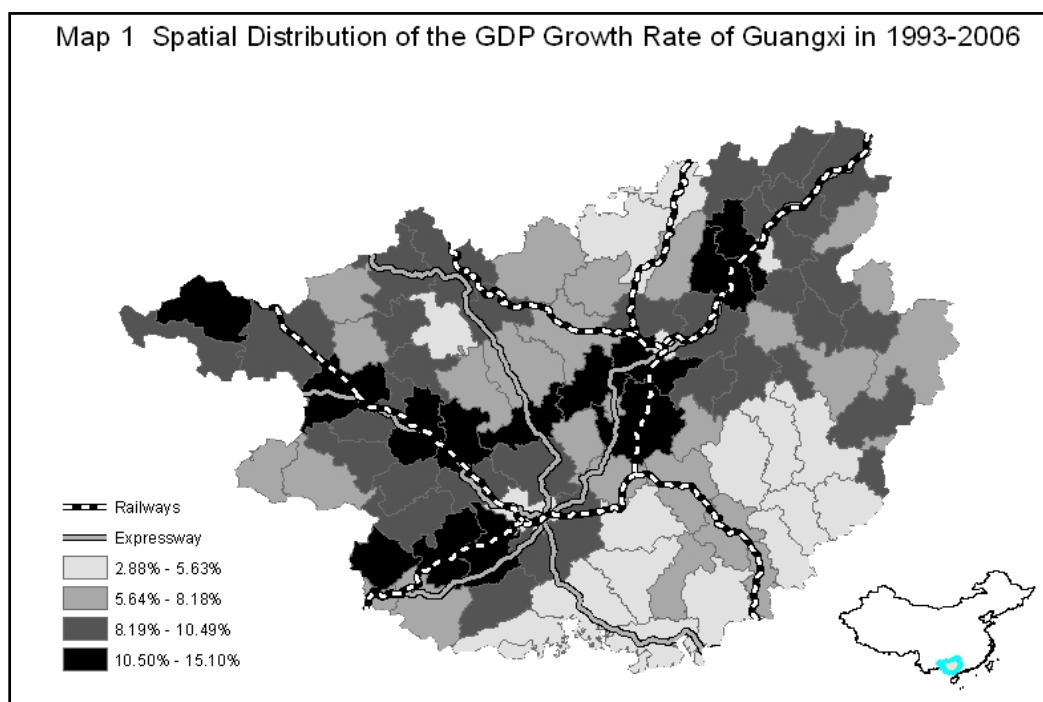 Map 1 Spatial Distribution of the GDP Growth Rate of Guangxi in 1993-2006
Railways
Expressway
2.88% - 5.63%
5.64% - 8.18%
8.19% - 10.49%
10.50% - 15.10%